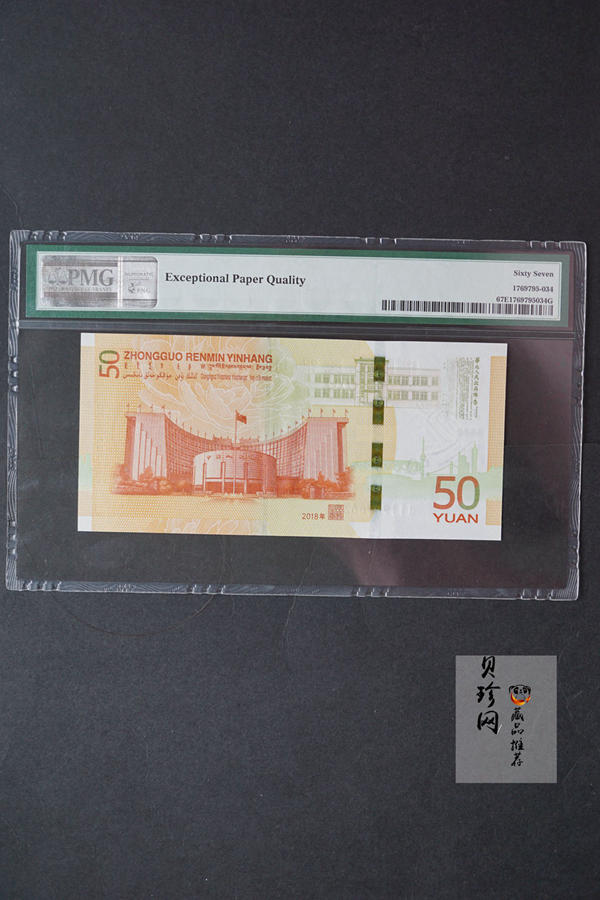 PMG
Exceptional Paper Quality
Sixty Seven
1769795-034
67E1769795034G
50 ZHONGGUO RENMIN YINHANG
2018年
50
YUAN
贝珍网
藏品推荐